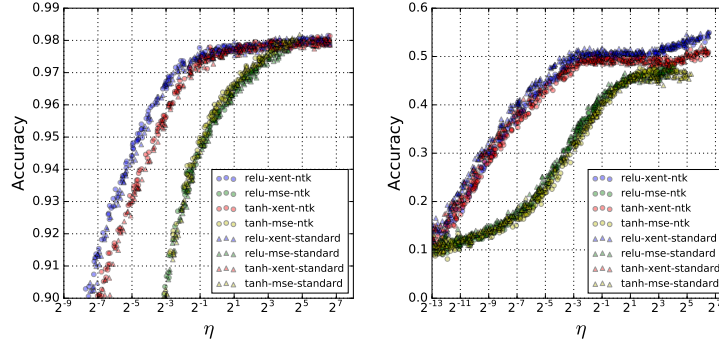 0.99
0.98
0.97
0.96
0.95
0.94
0.93
0.92
0.91
0.90
Accuracy
2^-9 2^-7 2^-5 2^-3 2^-1 2^1 2^3 2^5 2^7
η
relu-xent-ntk
relu-mse-ntk
tanh-xent-ntk
tanh-mse-ntk
relu-xent-standard
relu-mse-standard
tanh-xent-standard
tanh-mse-standard
0.6
0.5
0.4
0.3
0.2
0.1
0.0
Accuracy
2^-13 2^-11 2^-9 2^-7 2^-5 2^-3 2^-1 2^1 2^3 2^5 2^7
η
relu-xent-ntk
relu-mse-ntk
tanh-xent-ntk
tanh-mse-ntk
relu-xent-standard
relu-mse-standard
tanh-xent-standard
tanh-mse-standard